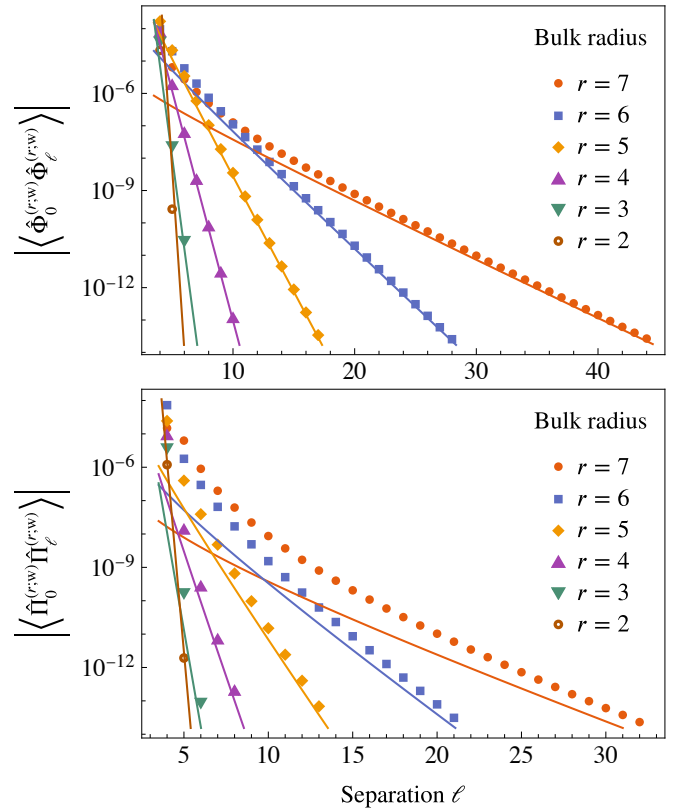 Bulk radius
r = 7
r = 6
r = 5
r = 4
r = 3
r = 2
10⁻⁶
10⁻⁹
10⁻¹²
|⟨Φ̂₀^(r;w) Φ̂_ℓ^(r;w)⟩|
10 20 30 40
Bulk radius
r = 7
r = 6
r = 5
r = 4
r = 3
r = 2
10⁻⁶
10⁻⁹
10⁻¹²
|⟨Π̂₀^(r;w) Π̂_ℓ^(r;w)⟩|
5 10 15 20 25 30
Separation ℓ